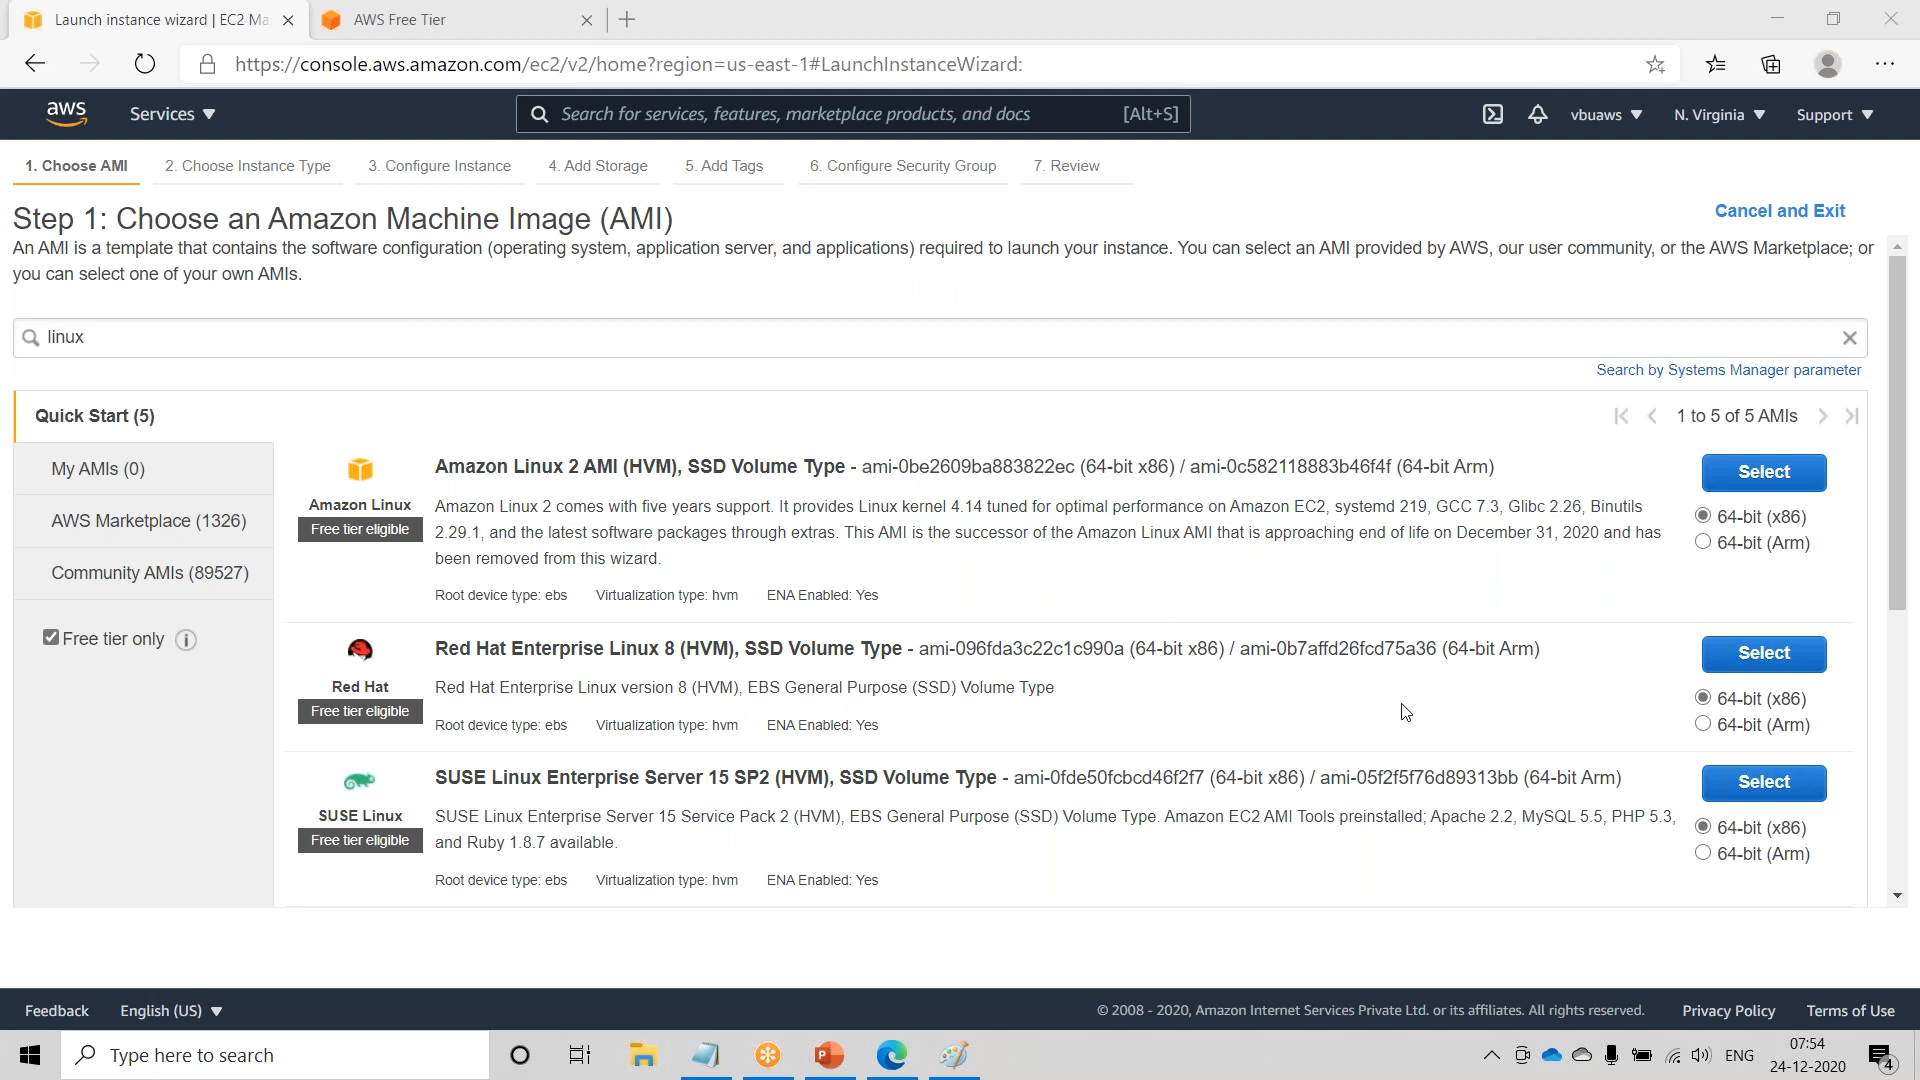 Launch instance wizard | EC2 Ma
AWS Free Tier
https://console.aws.amazon.com/ec2/v2/home?region=us-east-1#LaunchInstanceWizard:
aws
Services
Search for services, features, marketplace products, and docs [Alt+S]
vbuaws
N. Virginia
Support
1. Choose AMI
2. Choose Instance Type
3. Configure Instance
4. Add Storage
5. Add Tags
6. Configure Security Group
7. Review
Step 1: Choose an Amazon Machine Image (AMI)
Cancel and Exit
An AMI is a template that contains the software configuration (operating system, application server, and applications) required to launch your instance. You can select an AMI provided by AWS, our user community, or the AWS Marketplace; or
you can select one of your own AMIs.
linux
Search by Systems Manager parameter
Quick Start (5)
1 to 5 of 5 AMIs
My AMIs (0)
AWS Marketplace (1326)
Community AMIs (89527)
Free tier only
Amazon Linux
Free tier eligible
Amazon Linux 2 AMI (HVM), SSD Volume Type - ami-0be2609ba883822ec (64-bit x86) / ami-0c582118883b46f4f (64-bit Arm)
Amazon Linux 2 comes with five years support. It provides Linux kernel 4.14 tuned for optimal performance on Amazon EC2, systemd 219, GCC 7.3, Glibc 2.26, Binutils
2.29.1, and the latest software packages through extras. This AMI is the successor of the Amazon Linux AMI that is approaching end of life on December 31, 2020 and has
been removed from this wizard.
Root device type: ebs Virtualization type: hvm ENA Enabled: Yes
Select
64-bit (x86)
64-bit (Arm)
Red Hat
Free tier eligible
Red Hat Enterprise Linux 8 (HVM), SSD Volume Type - ami-096fda3c22c1c990a (64-bit x86) / ami-0b7affd26fcd75a36 (64-bit Arm)
Red Hat Enterprise Linux version 8 (HVM), EBS General Purpose (SSD) Volume Type
Root device type: ebs Virtualization type: hvm ENA Enabled: Yes
Select
64-bit (x86)
64-bit (Arm)
SUSE Linux
Free tier eligible
SUSE Linux Enterprise Server 15 SP2 (HVM), SSD Volume Type - ami-0fde50fcbcd46f2f7 (64-bit x86) / ami-05f2f5f76d89313bb (64-bit Arm)
SUSE Linux Enterprise Server 15 Service Pack 2 (HVM), EBS General Purpose (SSD) Volume Type. Amazon EC2 AMI Tools preinstalled; Apache 2.2, MySQL 5.5, PHP 5.3,
and Ruby 1.8.7 available.
Root device type: ebs Virtualization type: hvm ENA Enabled: Yes
Select
64-bit (x86)
64-bit (Arm)
Feedback
English (US)
© 2008 - 2020, Amazon Internet Services Private Ltd. or its affiliates. All rights reserved.
Privacy Policy
Terms of Use
Type here to search
ENG
07:54
24-12-2020
4